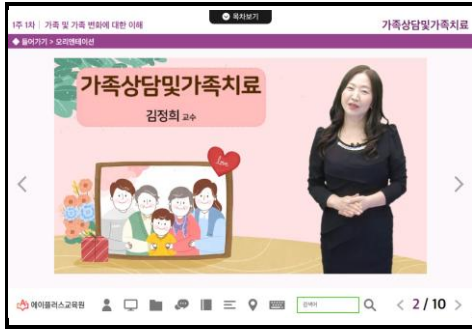 목차보기
1주 1차 | 가족 및 가족 변화에 대한 이해
가족상담및가족치료
◆ 들어가기 > 오리엔테이션
가족상담및가족치료
김정희 교수
love
에이플러스교육원
검색어
< 2 / 10 >